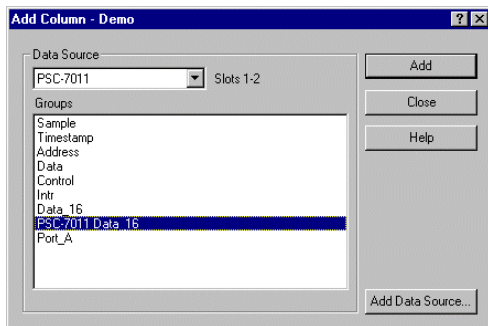 Add Column - Demo
Data Source
PSC-7011 Slots 1-2
Groups
Sample
Timestamp
Address
Data
Control
Intr
Data_16
PSC-7011 Data_16
Port_A
Add
Close
Help
Add Data Source...